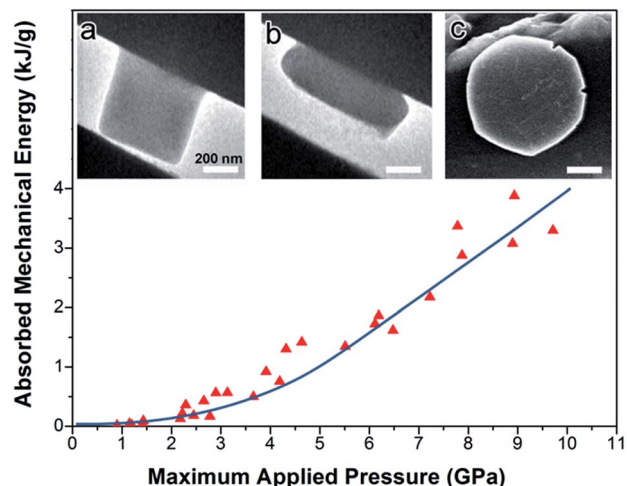 a
b
c
200 nm
Absorbed Mechanical Energy (kJ/g)
4
3
2
1
0
0 1 2 3 4 5 6 7 8 9 10 11
Maximum Applied Pressure (GPa)